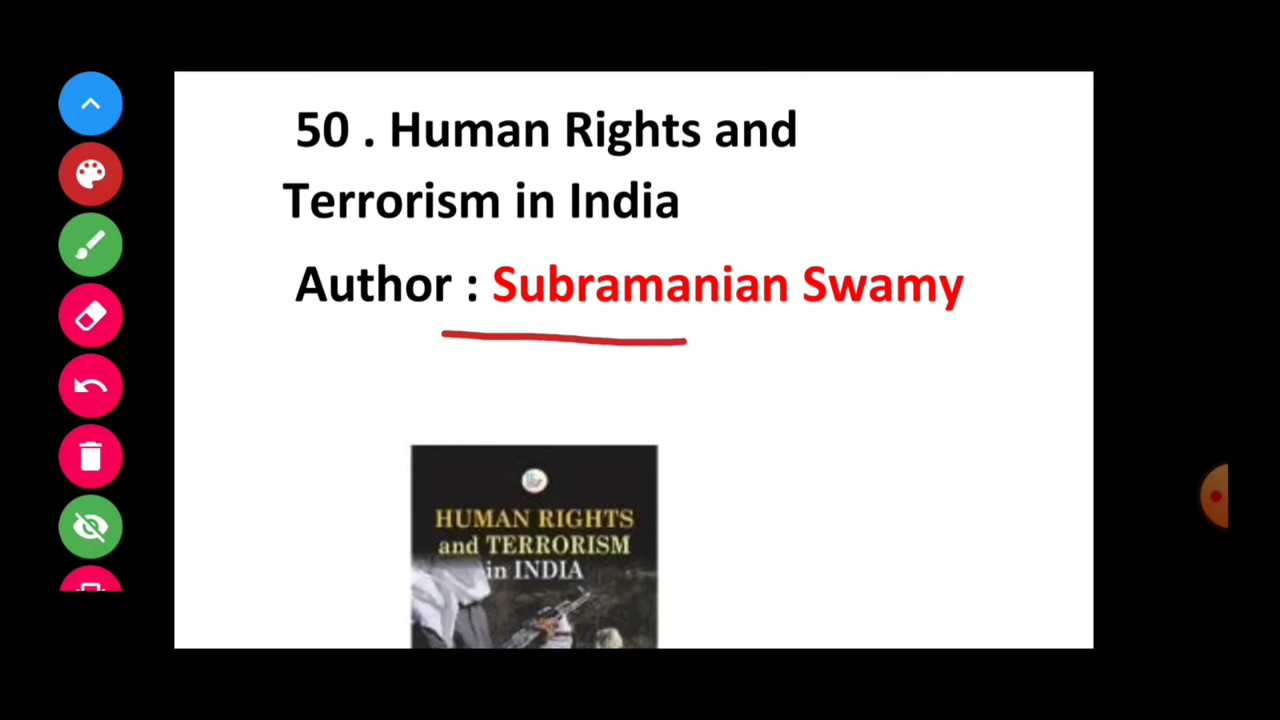 50 . Human Rights and
Terrorism in India
Author : Subramanian Swamy
HUMAN RIGHTS
and TERRORISM
in INDIA